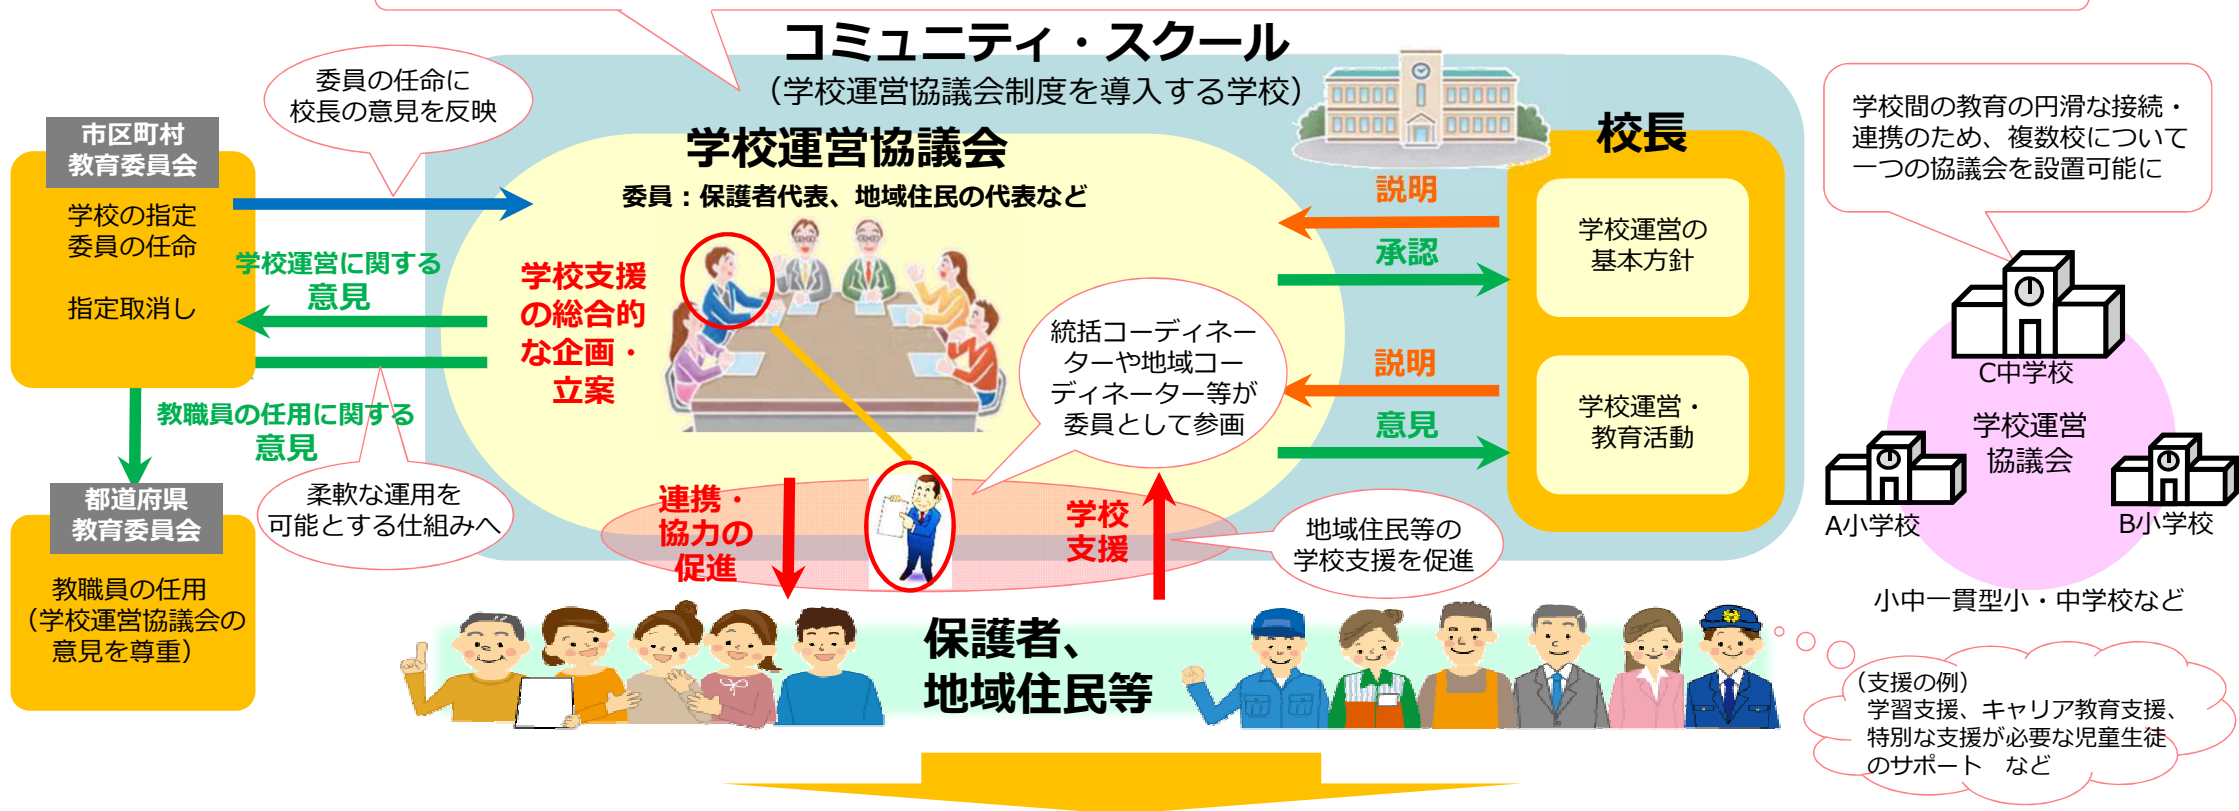 コミュニティ・スクール
（学校運営協議会制度を導入する学校）
委員の任命に
校長の意見を反映
市区町村
教育委員会
学校の指定
委員の任命
指定取消し
学校運営に関する
意見
教職員の任用に関する
意見
柔軟な運用を
可能とする仕組みへ
都道府県
教育委員会
教職員の任用
（学校運営協議会の
意見を尊重）
学校運営協議会
委員：保護者代表、地域住民の代表など
学校支援
の総合的
な企画・
立案
統括コーディネー
ターや地域コー
ディネーター等が
委員として参画
説明
承認
説明
意見
校長
学校運営の
基本方針
学校運営・
教育活動
連携・
協力の
促進
学校
支援
地域住民等の
学校支援を促進
保護者、
地域住民等
学校間の教育の円滑な接続・
連携のため、複数校について
一つの協議会を設置可能に
C中学校
学校運営
協議会
A小学校
B小学校
小中一貫型小・中学校など
（支援の例）
学習支援、キャリア教育支援、
特別な支援が必要な児童生徒
のサポート　など